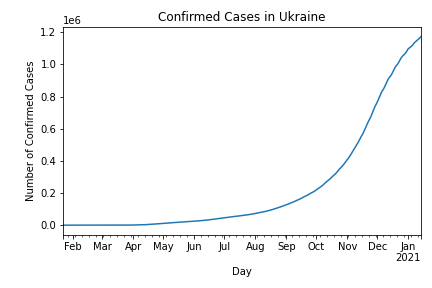 Confirmed Cases in Ukraine
1e6
1.2
1.0
0.8
0.6
0.4
0.2
0.0
Number of Confirmed Cases
Feb Mar Apr May Jun Jul Aug Sep Oct Nov Dec Jan
2021
Day